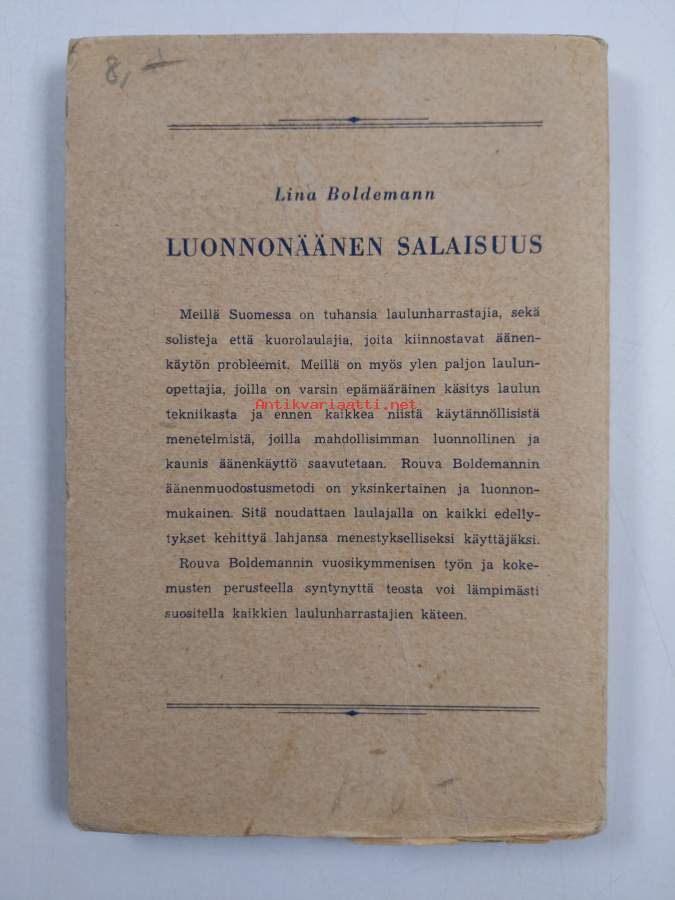 8,-
Lina Boldemann
LUONNONÄÄNEN SALAISUUS
Meillä Suomessa on tuhansia laulunharrastajia, sekä
solisteja että kuorolaulajia, joita kiinnostavat äänen-
käytön probleemit. Meillä on myös ylen paljon laulun-
opettajia, joilla on varsin epämääräinen käsitys laulun
Antikvariaatti.net
tekniikasta ja ennen kaikkea niistä käytännöllisistä
menetelmistä, joilla mahdollisimman luonnollinen ja
kaunis äänenkäyttö saavutetaan. Rouva Boldemannin
äänenmuodostusmetodi on yksinkertainen ja luonnon-
mukainen. Sitä noudattaen laulajalla on kaikki edelly-
tykset kehittyä lahjansa menestykselliseksi käyttäjäksi.
Rouva Boldemannin vuosikymmenisen työn ja koke-
musten perusteella syntynyttä teosta voi lämpimästi
suositella kaikkien laulunharrastajien käteen.